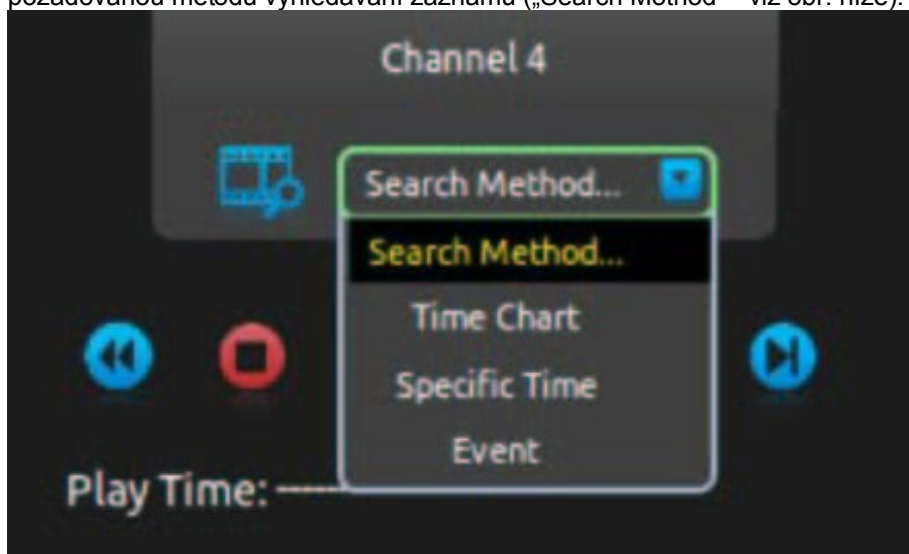 požadovanou metodu vyhledávání záznamu („Search Method“ – viz obr. níže).
Channel 4
Search Method...
Search Method...
Time Chart
Specific Time
Event
Play Time: -----